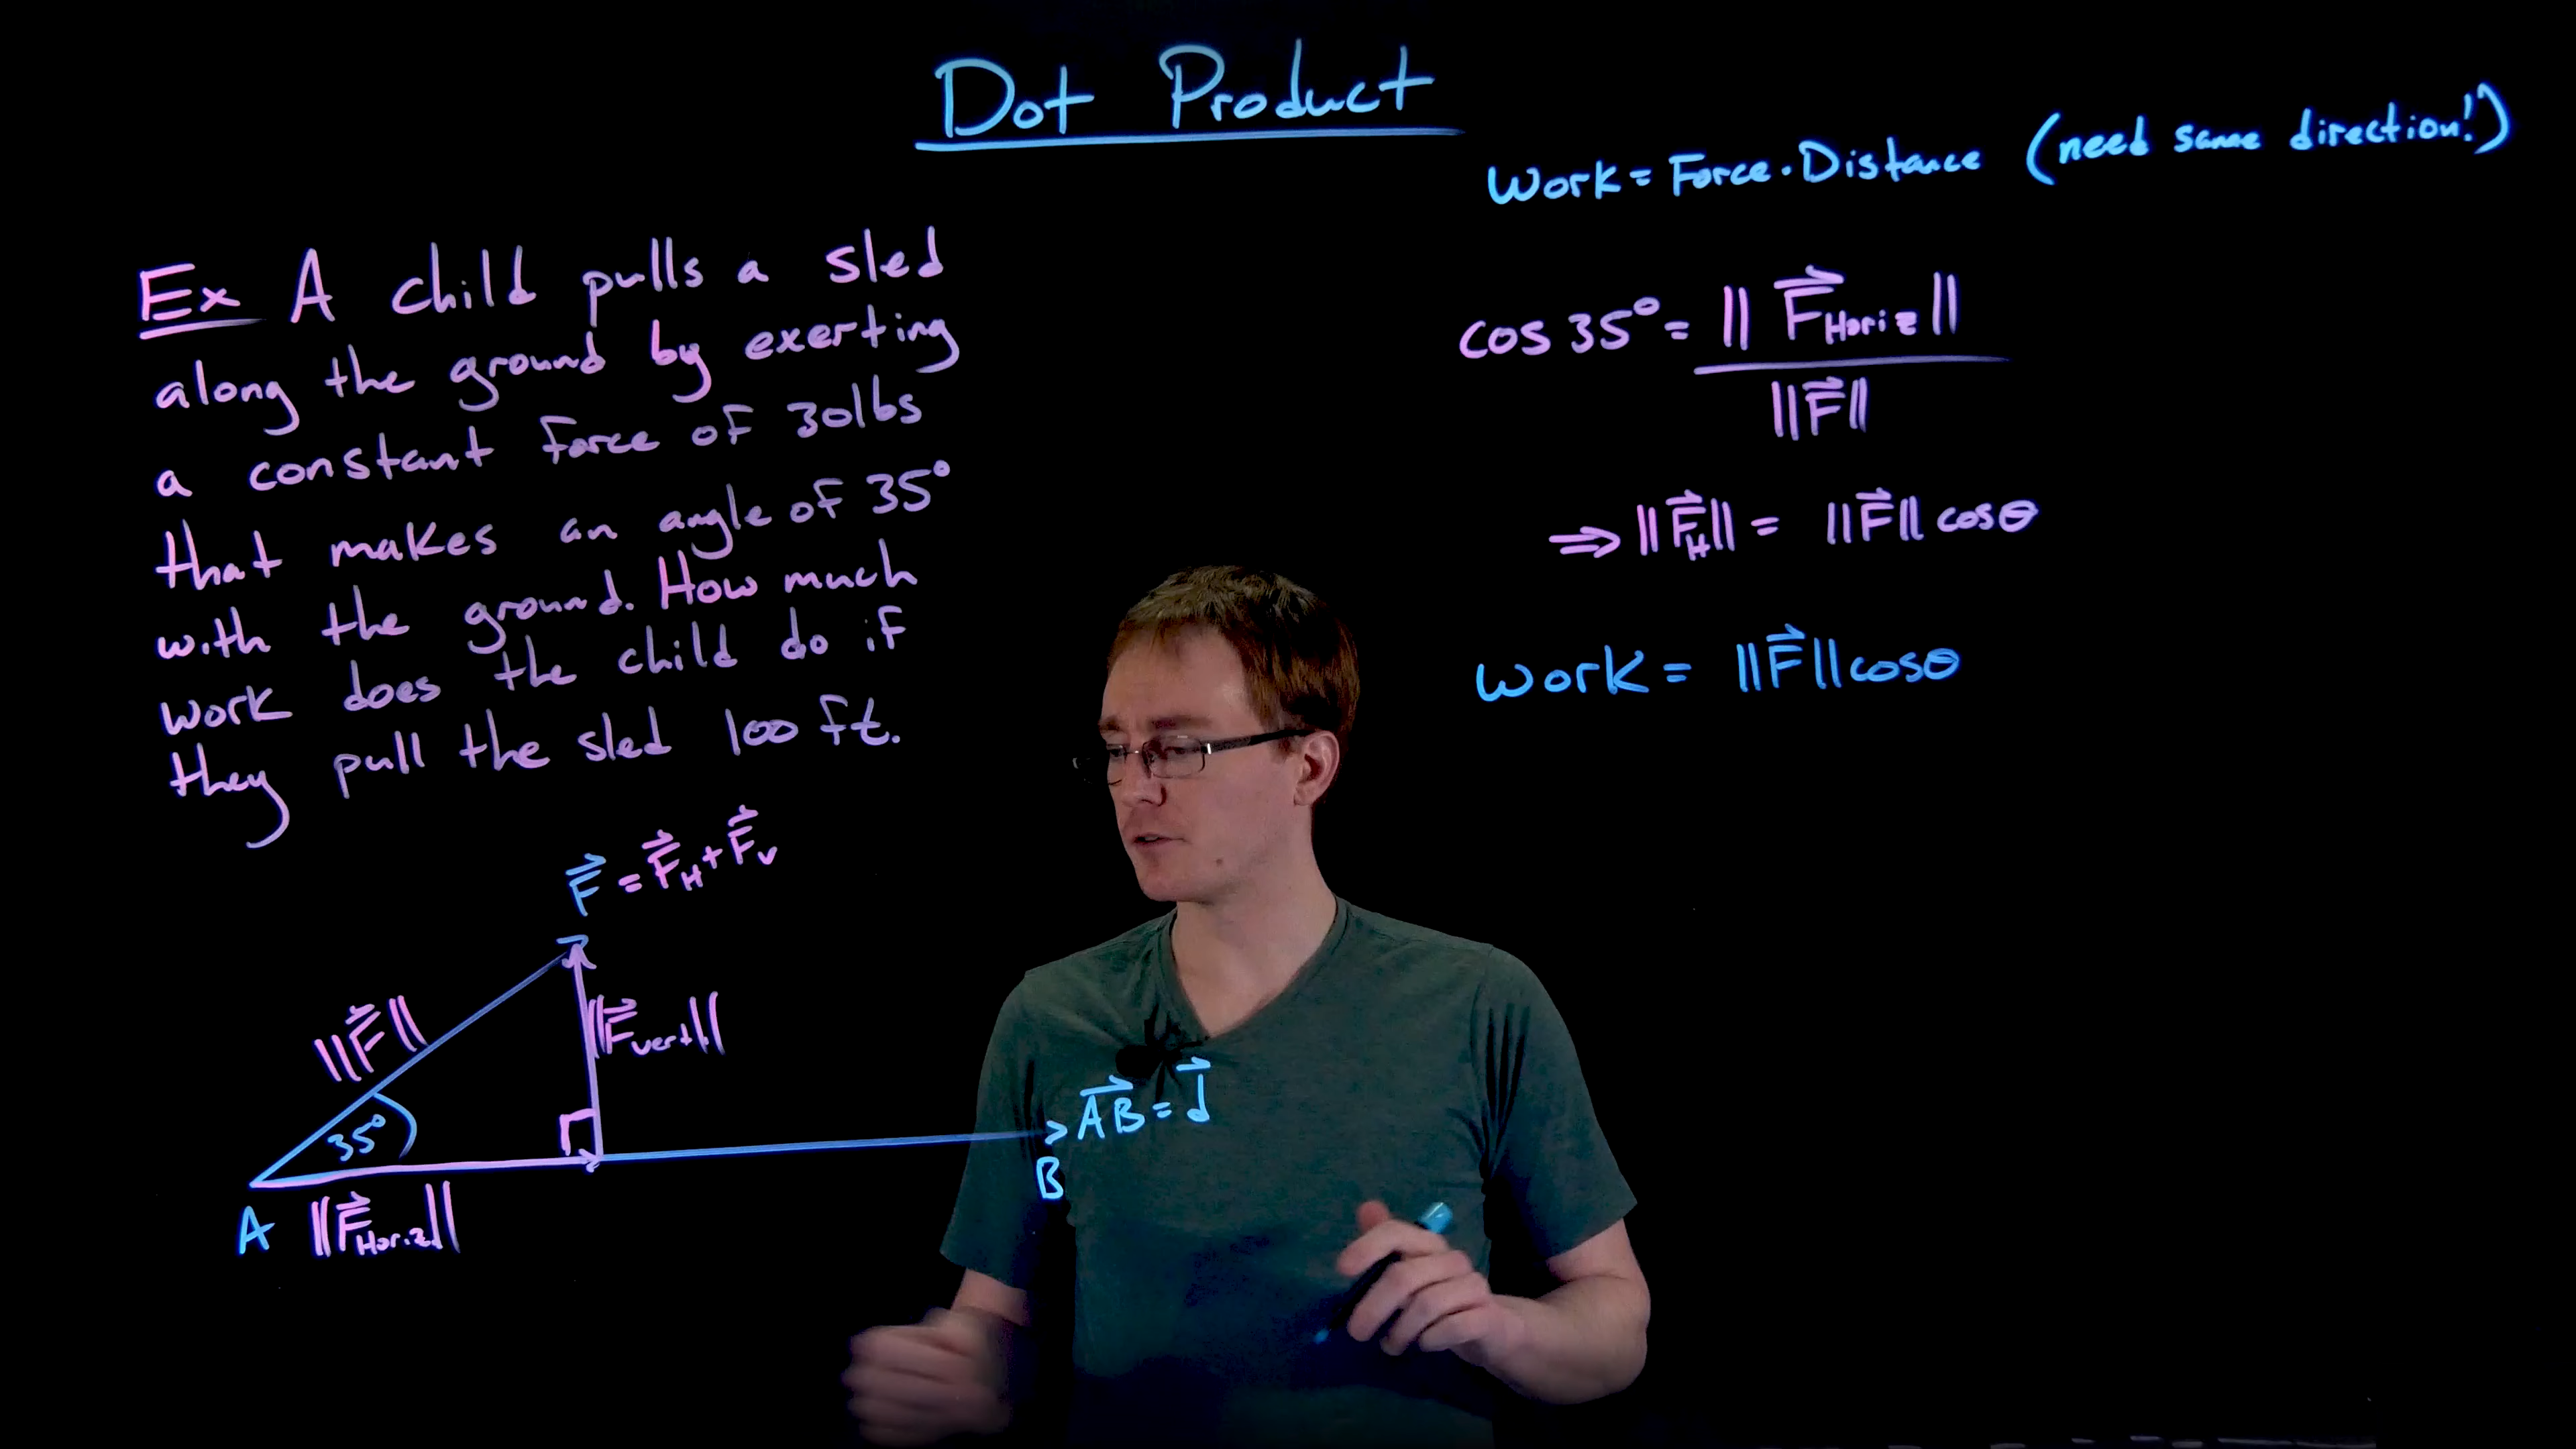 Dot Product
Work = Force · Distance (need same direction!)
Ex A child pulls a sled
along the ground by exerting
a constant force of 30lbs
that makes an angle of 35°
with the ground. How much
work does the child do if
they pull the sled 100 ft.
cos 35° = ||F⃗Horiz||
||F⃗||
⇒ ||F⃗H|| = ||F⃗|| cosθ
Work = ||F⃗|| cosθ
F⃗ = F⃗H + F⃗V
||F⃗||
||F⃗vert||
35°
AB⃗ = d⃗
B
A
||F⃗Horiz||